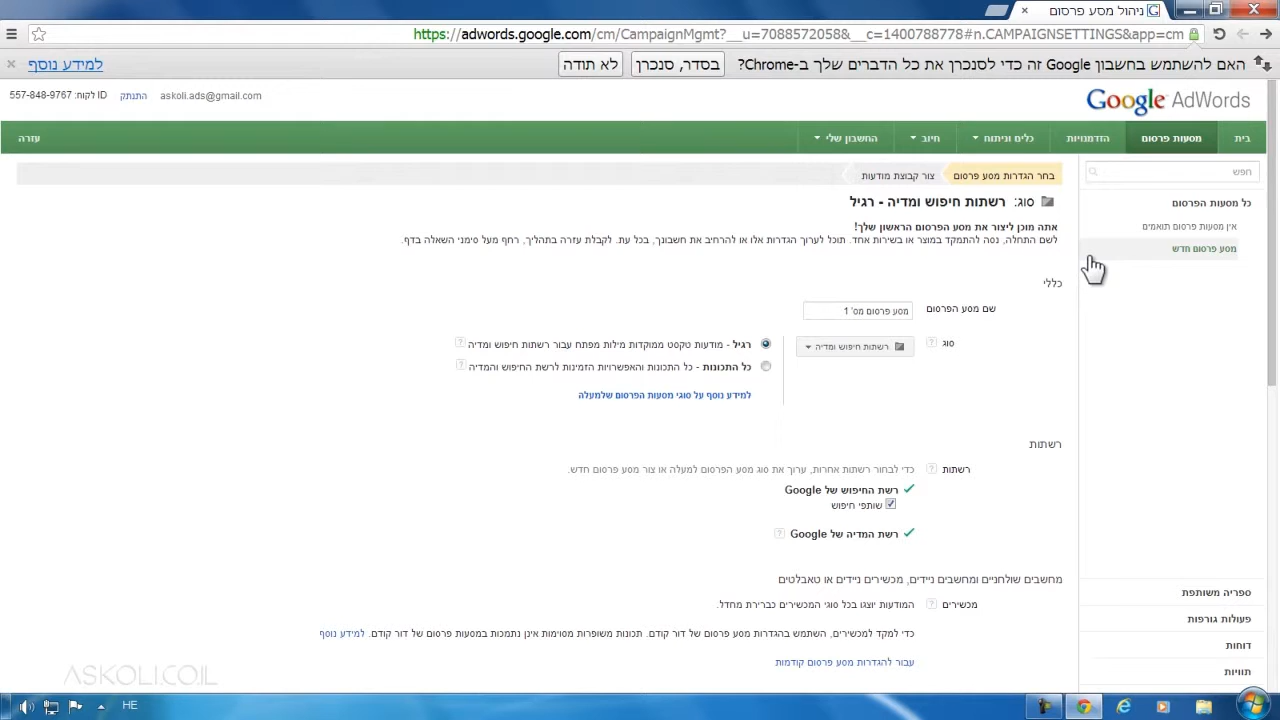 ניהול מסע פרסום
https://adwords.google.com/cm/CampaignMgmt?__u=7088572058&__c=1400788778#n.CAMPAIGNSETTINGS&app=cm
האם להשתמש בחשבון Google זה כדי לסנכרן את כל הדברים שלך ב-Chrome?
בסדר, סנכרן
לא תודה
למידע נוסף
Google AdWords
askoli.ads@gmail.com
התנתק
ID לקוח: 557-848-9767
בית
מסעות פרסום
הזדמנויות
כלים וניתוח
חיוב
החשבון שלי
עזרה
חפש
כל מסעות הפרסום
אין מסעות פרסום תואמים
מסע פרסום חדש
בחר הגדרות מסע פרסום
צור קבוצת מודעות
סוג: רשתות חיפוש ומדיה - רגיל
אתה מוכן ליצור את מסע הפרסום הראשון שלך!
לשם התחלה, נסה להתמקד במוצר או בשירות אחד. תוכל לערוך הגדרות אלו או להרחיב את חשבונך, בכל עת. לקבלת עזרה בתהליך, רחף מעל סימני השאלה בדף.
כללי
שם מסע הפרסום
מסע פרסום מס' 1
סוג ?
רשתות חיפוש ומדיה
רגיל - מודעות טקסט ממוקדות מילות מפתח עבור רשתות חיפוש ומדיה ?
כל התכונות - כל התכונות והאפשרויות הזמינות לרשת החיפוש והמדיה ?
למידע נוסף על סוגי מסעות הפרסום שלמעלה
רשתות
רשתות ?
כדי לבחור רשתות אחרות, ערוך את סוג מסע הפרסום למעלה או צור מסע פרסום חדש.
רשת החיפוש של Google
שותפי חיפוש
רשת המדיה של Google ?
מחשבים שולחניים ומחשבים ניידים, מכשירים ניידים או טאבלטים
מכשירים ?
המודעות יוצגו בכל סוגי המכשירים כברירת מחדל.
כדי למקד למכשירים, השתמש בהגדרות מסע פרסום של דור קודם. תכונות משופרות מסוימות אינן נתמכות במסעות פרסום של דור קודם. למידע נוסף
עבור להגדרות מסע פרסום קודמות
ספריה משותפת
פעולות גורפות
דוחות
תוויות
ASKOLI.CO.IL
HE